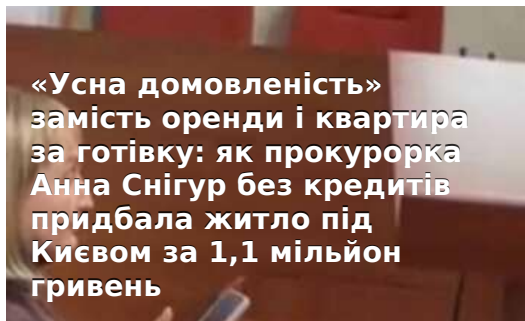 «Усна домовленість»
замість оренди і квартира
за готівку: як прокурорка
Анна Снігур без кредитів
придбала житло під
Києвом за 1,1 мільйон
гривень